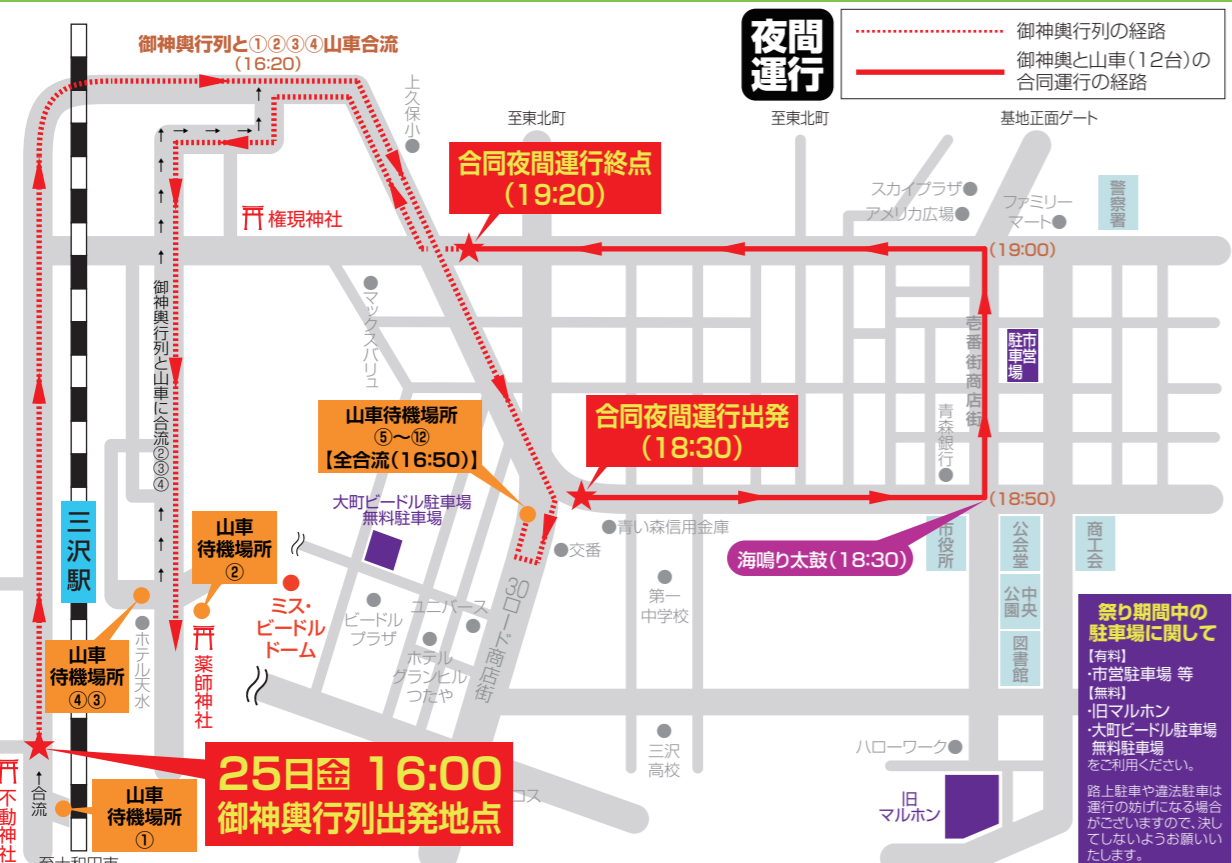 夜間
運行
御神輿行列の経路
御神輿と山車(12台)の
合同運行の経路
御神輿行列と①②③④山車合流
(16:20)
上久保小
至東北町
至東北町
基地正面ゲート
合同夜間運行終点
(19:20)
スカイプラザ
アメリカ広場
ファミリー
マート
警察署
権現神社
(19:00)
マックスバリュ
御神輿行列と山車に合流②③④
壱番街商店街
市営
駐車場
山車待機場所
⑤〜⑫
【全合流(16:50)】
合同夜間運行出発
(18:30)
青森銀行
大町ビードル駐車場
無料駐車場
(18:50)
青い森信用金庫
交番
海鳴り太鼓(18:30)
市役所
公会堂
商工会
中央
公園
図書館
三沢駅
山車
待機場所
②
ミス・
ビードル
ドーム
ビードル
プラザ
ユニバース
30ロード商店街
第一
中学校
ホテル
グランヒル
つたや
山車
待機場所
④③
ホテル天水
薬師神社
三沢
高校
ハローワーク
旧
マルホン
25日金 16:00
御神輿行列出発地点
コス
不動神社
合流
山車
待機場所
①
祭り期間中の
駐車場に関して
【有料】
・市営駐車場 等
【無料】
・旧マルホン
・大町ビードル駐車場
無料駐車場
をご利用ください。
路上駐車や違法駐車は
運行の妨げになる場合
がございますので、決し
てしないようお願いい
たします。